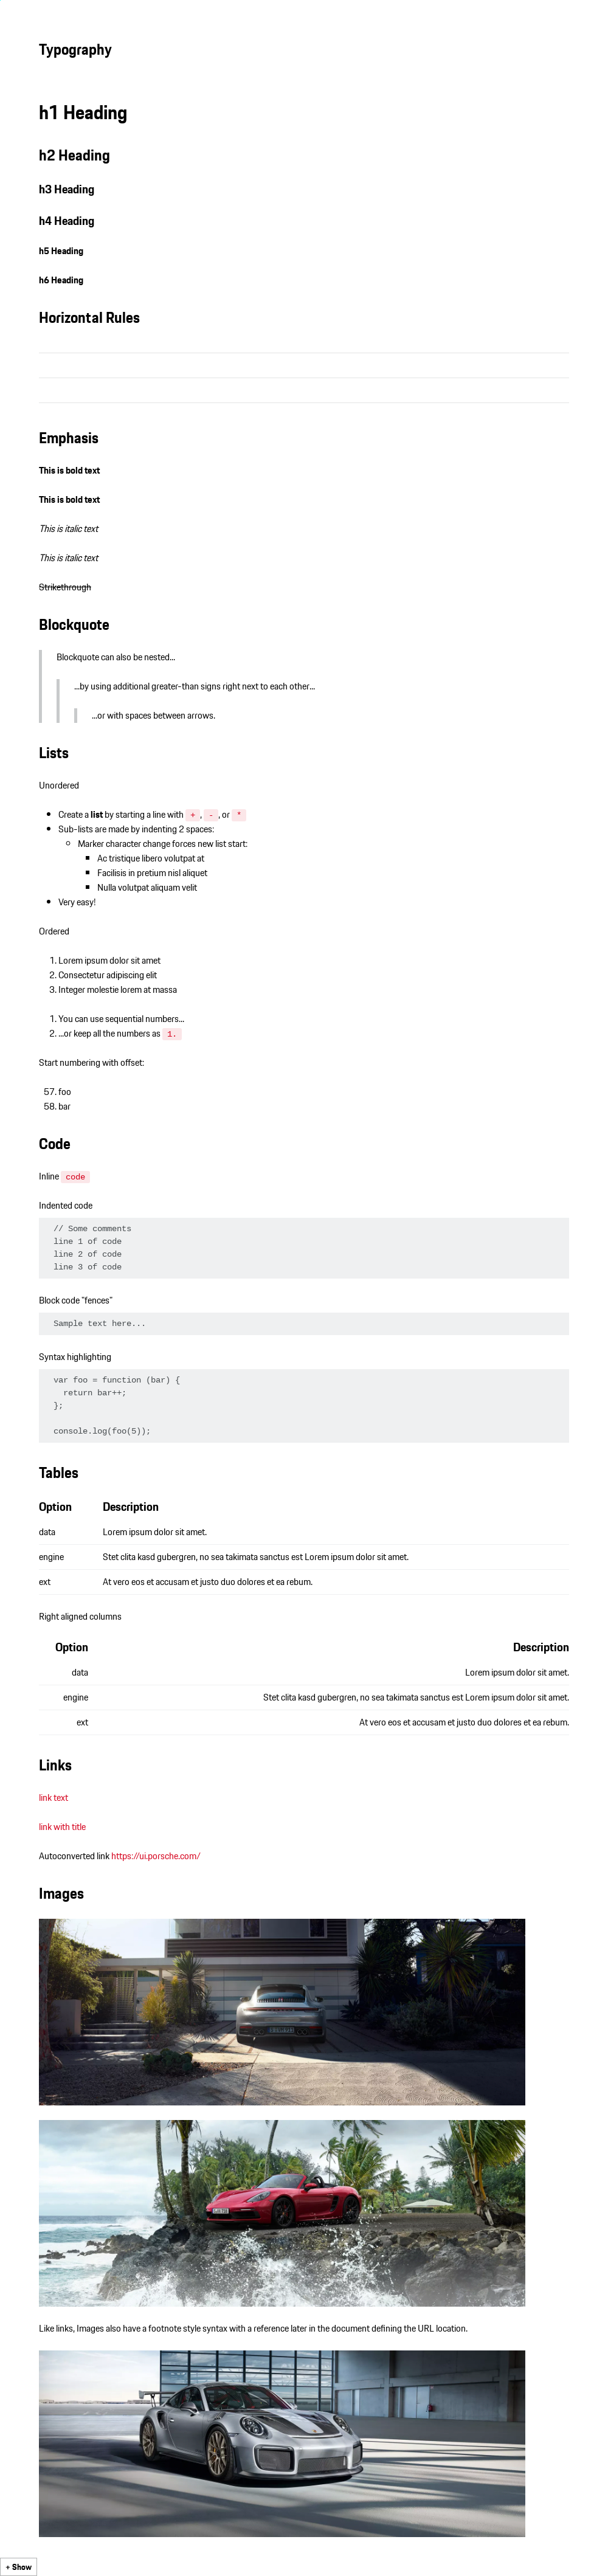 Typography
h1 Heading
h2 Heading
h3 Heading
h4 Heading
h5 Heading
h6 Heading
Horizontal Rules
Emphasis
This is bold text
This is bold text
This is italic text
This is italic text
Strikethrough
Blockquote
Blockquote can also be nested...
...by using additional greater-than signs right next to each other...
...or with spaces between arrows.
Lists
Unordered
Create a list by starting a line with +, -, or *
Sub-lists are made by indenting 2 spaces:
Marker character change forces new list start:
Ac tristique libero volutpat at
Facilisis in pretium nisl aliquet
Nulla volutpat aliquam velit
Very easy!
Ordered
1. Lorem ipsum dolor sit amet
2. Consectetur adipiscing elit
3. Integer molestie lorem at massa
1. You can use sequential numbers...
2. ...or keep all the numbers as 1.
Start numbering with offset:
57. foo
58. bar
Code
Inline code
Indented code
// Some comments
line 1 of code
line 2 of code
line 3 of code
Block code "fences"
Sample text here...
Syntax highlighting
var foo = function (bar) {
  return bar++;
};
console.log(foo(5));
Tables
Option Description
data Lorem ipsum dolor sit amet.
engine Stet clita kasd gubergren, no sea takimata sanctus est Lorem ipsum dolor sit amet.
ext At vero eos et accusam et justo duo dolores et ea rebum.
Right aligned columns
Option Description
data Lorem ipsum dolor sit amet.
engine Stet clita kasd gubergren, no sea takimata sanctus est Lorem ipsum dolor sit amet.
ext At vero eos et accusam et justo duo dolores et ea rebum.
Links
link text
link with title
Autoconverted link https://ui.porsche.com/
Images
Like links, Images also have a footnote style syntax with a reference later in the document defining the URL location.
+ Show